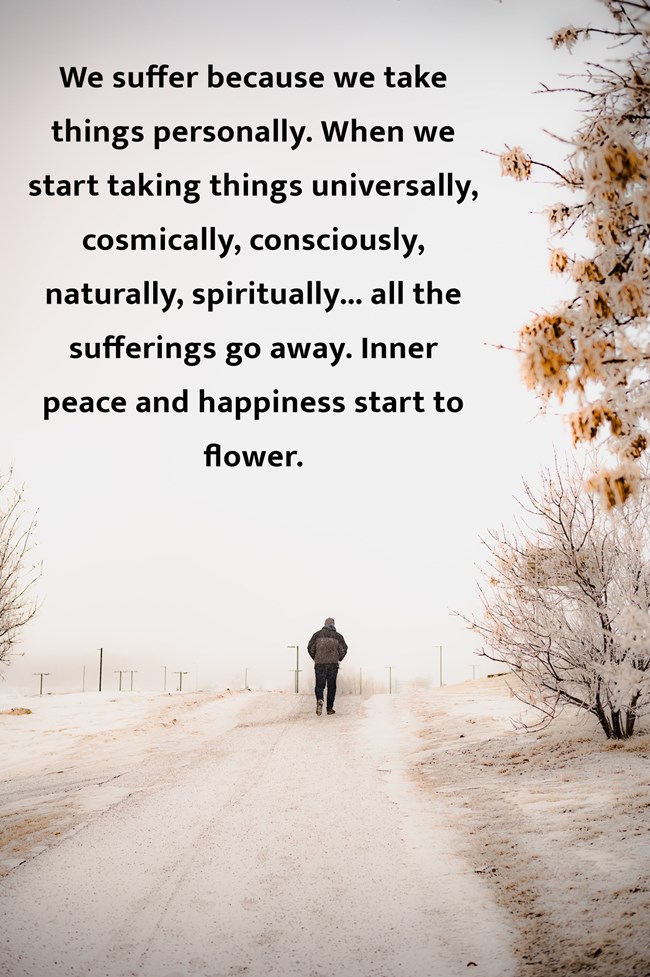 We suffer because we take
things personally. When we
start taking things universally,
cosmically, consciously,
naturally, spiritually... all the
sufferings go away. Inner
peace and happiness start to
flower.